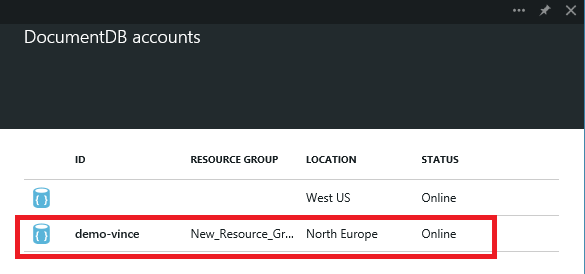 DocumentDB accounts
ID RESOURCE GROUP LOCATION STATUS
West US Online
demo-vince New_Resource_Gr... North Europe Online